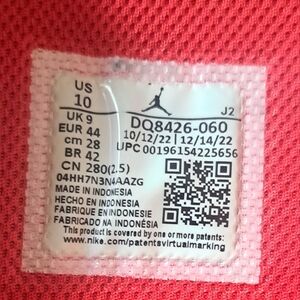 US
10
UK 9
EUR 44
cm 28
BR 42
CN 280(2.5)
J2
DQ8426-060
10/12/22 | 12/14/22
UPC 00196154225656
04HH7N3N4AAZG
MADE IN INDONESIA
HECHO EN INDONESIA
FABRIQUE EN INDONESIE
FABRICADO NA INDONÉSIA
This product is covered by one or more patents:
www.nike.com/patentsvirtualmarking